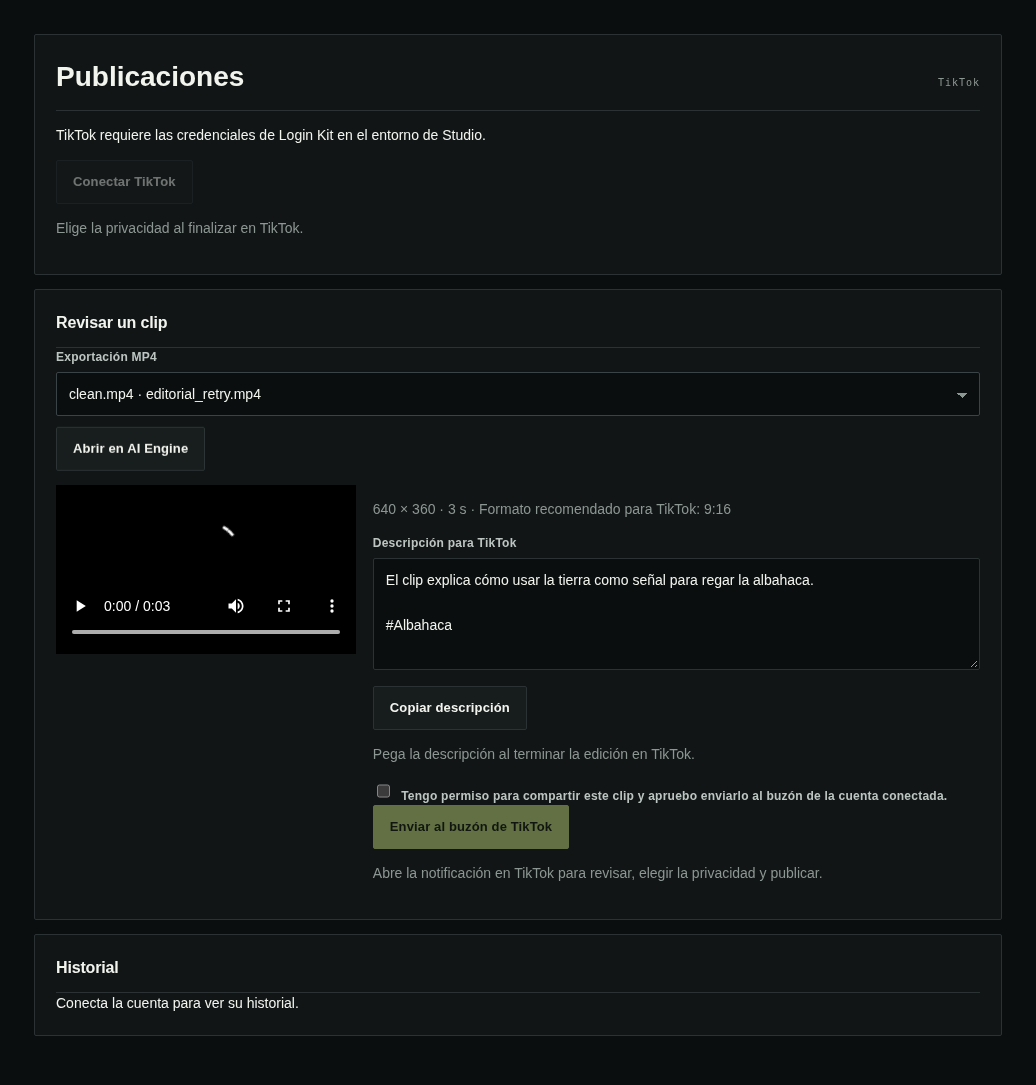 Publicaciones
TikTok
TikTok requiere las credenciales de Login Kit en el entorno de Studio.
Conectar TikTok
Elige la privacidad al finalizar en TikTok.
Revisar un clip
Exportación MP4
clean.mp4 · editorial_retry.mp4
Abrir en AI Engine
0:00 / 0:03
640 × 360 · 3 s · Formato recomendado para TikTok: 9:16
Descripción para TikTok
El clip explica cómo usar la tierra como señal para regar la albahaca.
#Albahaca
Copiar descripción
Pega la descripción al terminar la edición en TikTok.
Tengo permiso para compartir este clip y apruebo enviarlo al buzón de la cuenta conectada.
Enviar al buzón de TikTok
Abre la notificación en TikTok para revisar, elegir la privacidad y publicar.
Historial
Conecta la cuenta para ver su historial.